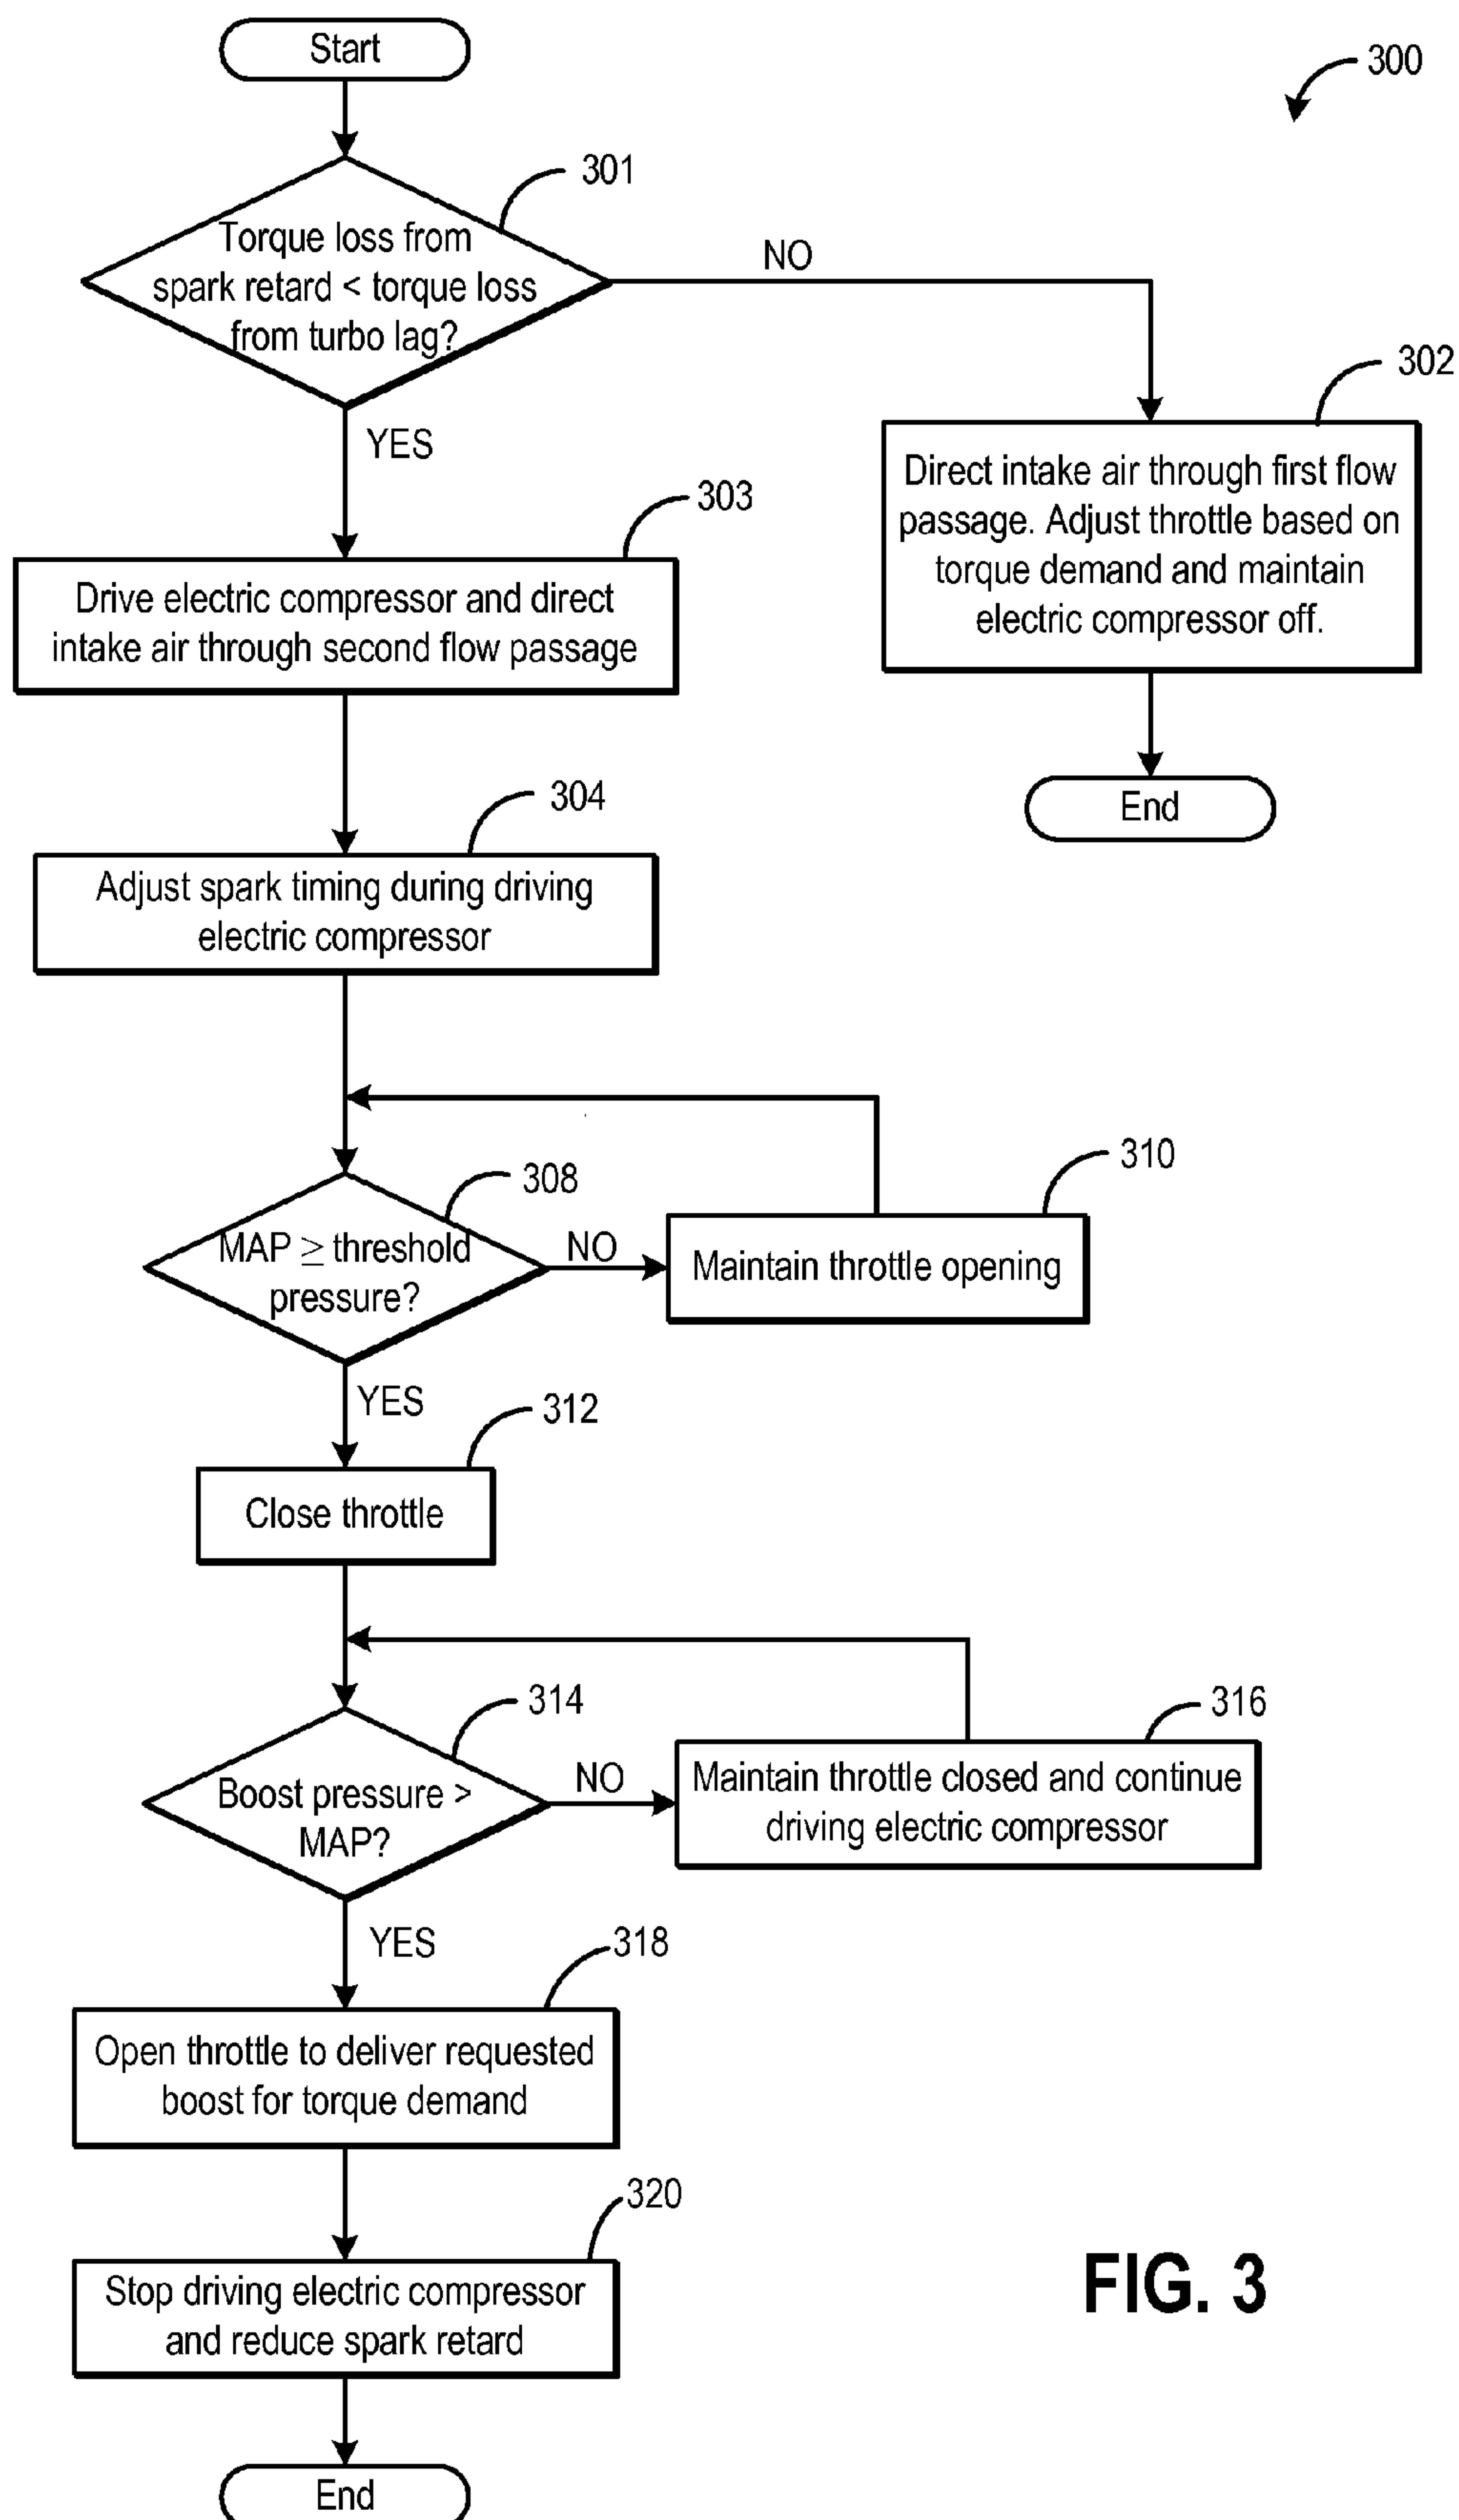 Start
300
301
Torque loss from
spark retard < torque loss
from turbo lag?
NO
302
YES
Direct intake air through first flow
passage. Adjust throttle based on
torque demand and maintain
electric compressor off.
303
Drive electric compressor and direct
intake air through second flow passage
End
304
Adjust spark timing during driving
electric compressor
310
308
MAP ≥ threshold
pressure?
NO
Maintain throttle opening
YES
312
Close throttle
314
316
Boost pressure >
MAP?
NO
Maintain throttle closed and continue
driving electric compressor
YES
318
Open throttle to deliver requested
boost for torque demand
320
Stop driving electric compressor
and reduce spark retard
FIG. 3
End